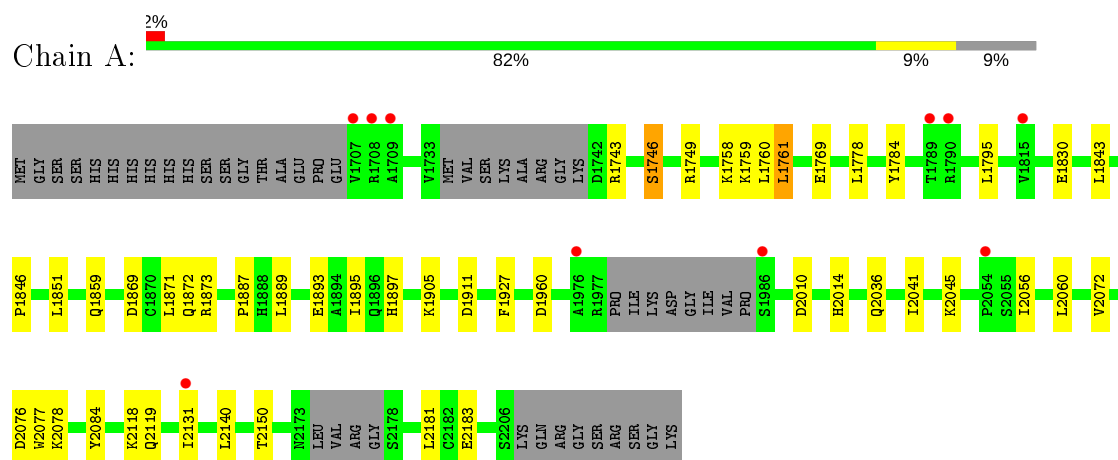 2%
Chain A:
82% 9% 9%
MET GLY SER SER HIS HIS HIS HIS HIS HIS SER SER GLY THR ALA GLU PRO GLU V1707 R1708 A1709 V1733 MET VAL SER LYS ALA ARG GLY LYS D1742 R1743 S1746 R1749 K1758 K1759 L1760 L1761 E1769 L1778 Y1784 T1789 R1790 L1795 V1815 E1830 L1843
P1846 L1851 Q1859 D1869 C1870 L1871 Q1872 R1873 P1887 H1888 L1889 E1893 A1894 I1895 Q1896 H1897 K1905 D1911 F1927 D1960 A1976 R1977 PRO ILE LYS ASP GLY ILE VAL PRO S1986 D2010 H2014 Q2036 I2041 K2045 P2054 S2055 I2056 L2060 V2072
D2076 W2077 K2078 Y2084 K2118 Q2119 I2131 L2140 T2150 N2173 LEU VAL ARG GLY S2178 L2181 C2182 E2183 S2206 LYS GLN ARG GLY SER ARG SER GLY LYS